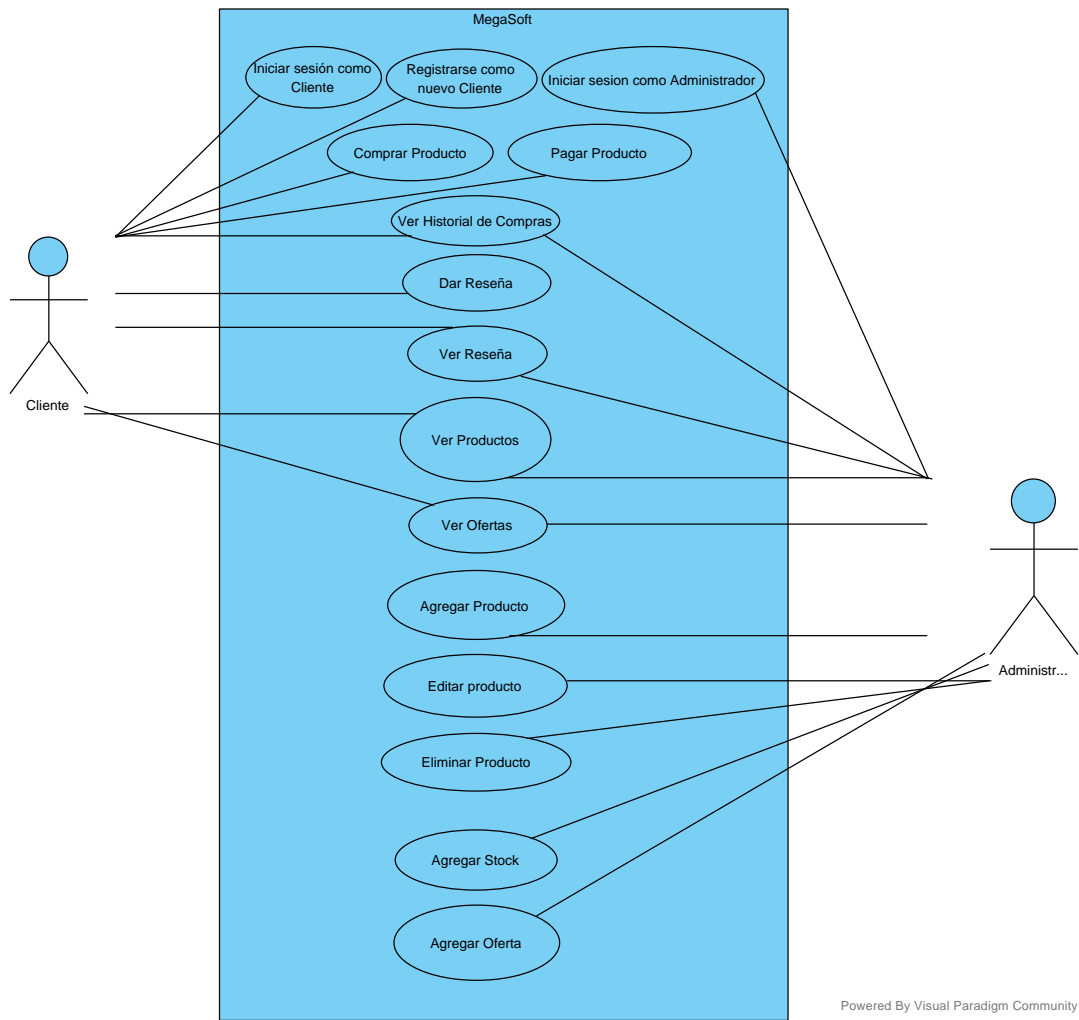 MegaSoft
Iniciar sesión como
Cliente
Registrarse como
nuevo Cliente
Iniciar sesion como Administrador
Comprar Producto
Pagar Producto
Ver Historial de Compras
Dar Reseña
Ver Reseña
Cliente
Ver Productos
Ver Ofertas
Agregar Producto
Editar producto
Administr...
Eliminar Producto
Agregar Stock
Agregar Oferta
Powered By Visual Paradigm Community